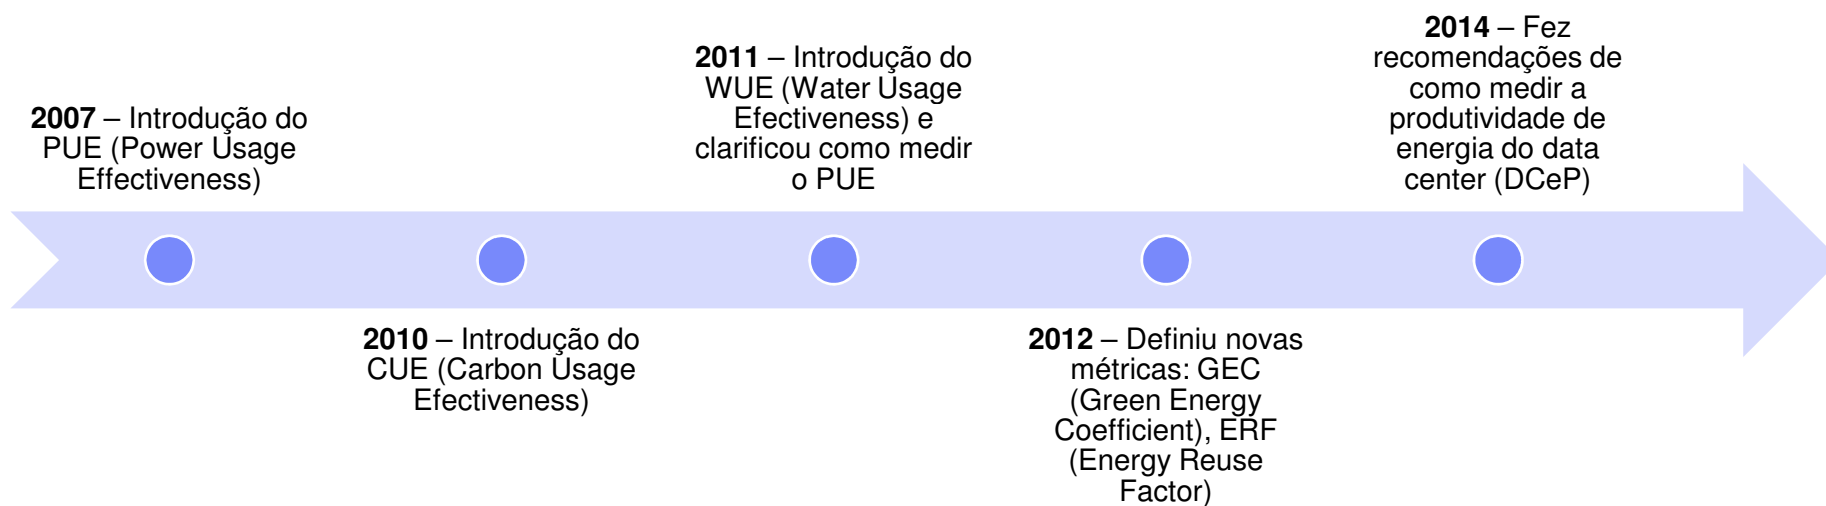 2007 – Introdução do
PUE (Power Usage
Effectiveness)
2010 – Introdução do
CUE (Carbon Usage
Efectiveness)
2011 – Introdução do
WUE (Water Usage
Efectiveness) e
clarificou como medir
o PUE
2012 – Definiu novas
métricas: GEC
(Green Energy
Coefficient), ERF
(Energy Reuse
Factor)
2014 – Fez
recomendações de
como medir a
produtividade de
energia do data
center (DCeP)